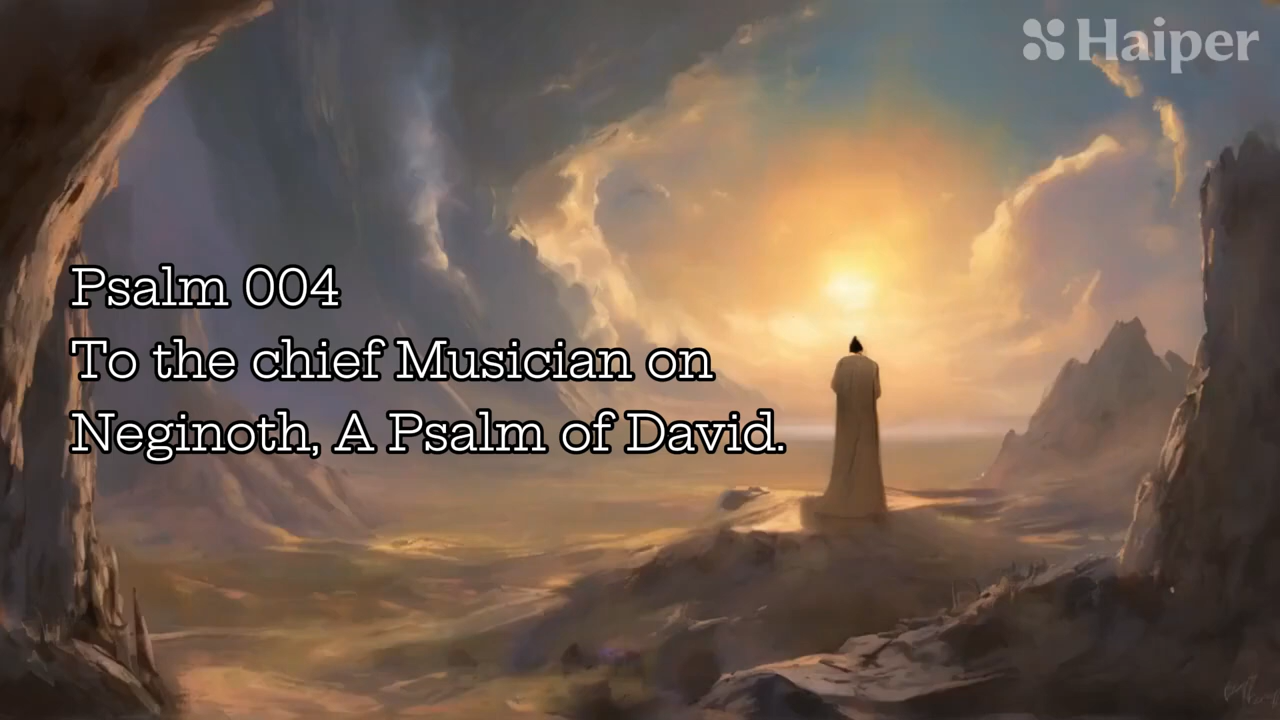 Haiper
Psalm 004
To the chief Musician on
Neginoth, A Psalm of David.